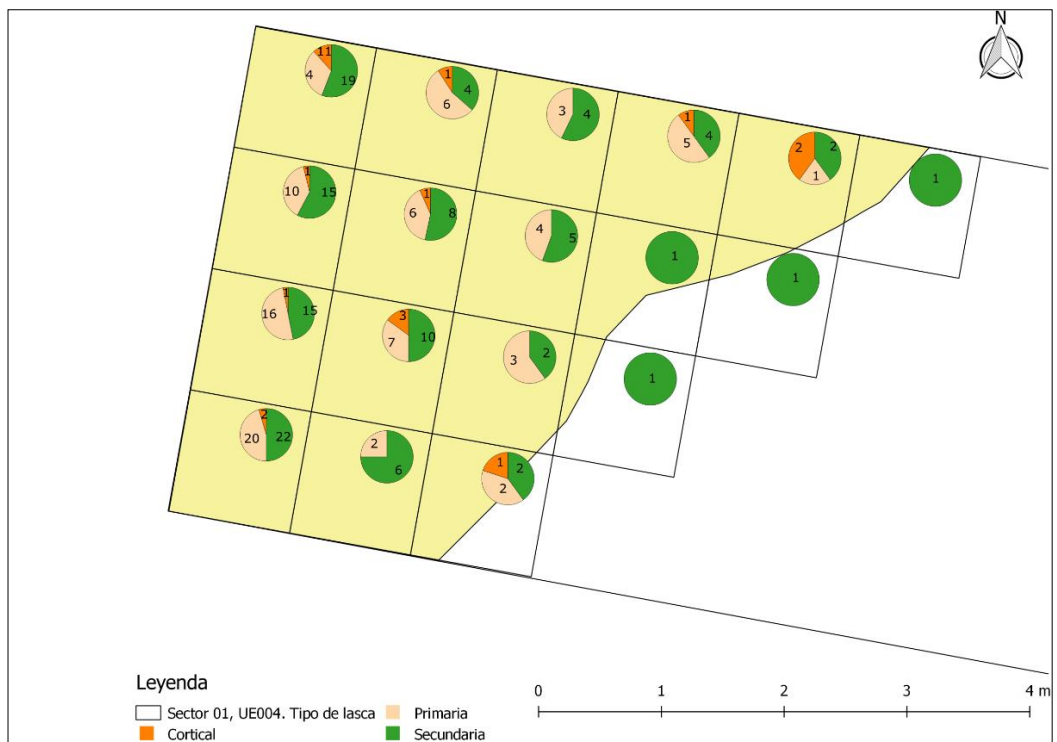 N
11 4 19
1 6 4
3 4
1 5 4
2 1 2
1
1 10 15
1 6 8
4 5
1
1
1 16 15
3 7 10
3 2
1
2 20 22
2 6
1 2 2
Leyenda
Sector 01, UE004. Tipo de lasca
Cortical
Primaria
Secundaria
0 1 2 3 4 m